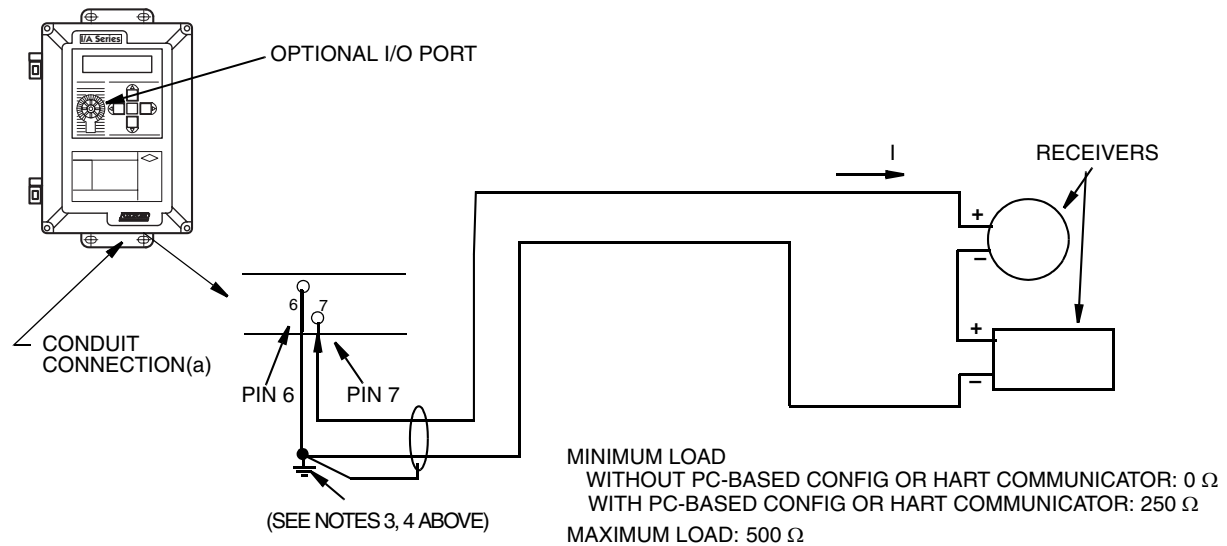 I/A Series
OPTIONAL I/O PORT
I
RECEIVERS
+
–
+
–
6
7
CONDUIT
CONNECTION(a)
PIN 6
PIN 7
(SEE NOTES 3, 4 ABOVE)
MINIMUM LOAD
WITHOUT PC-BASED CONFIG OR HART COMMUNICATOR: 0 Ω
WITH PC-BASED CONFIG OR HART COMMUNICATOR: 250 Ω
MAXIMUM LOAD: 500 Ω